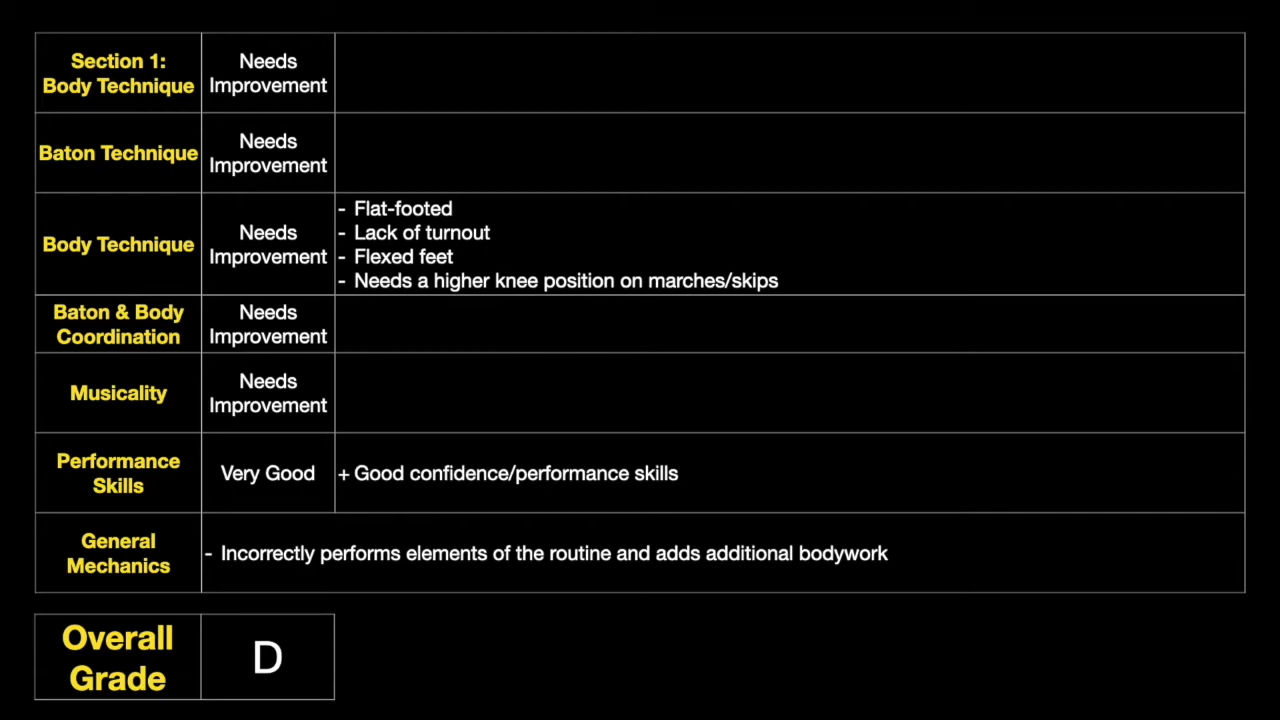 Section 1:
Body Technique
Needs
Improvement
Baton Technique
Needs
Improvement
Body Technique
Needs
Improvement
- Flat-footed
- Lack of turnout
- Flexed feet
- Needs a higher knee position on marches/skips
Baton & Body
Coordination
Needs
Improvement
Musicality
Needs
Improvement
Performance
Skills
Very Good
+ Good confidence/performance skills
General
Mechanics
- Incorrectly performs elements of the routine and adds additional bodywork
Overall
Grade
D